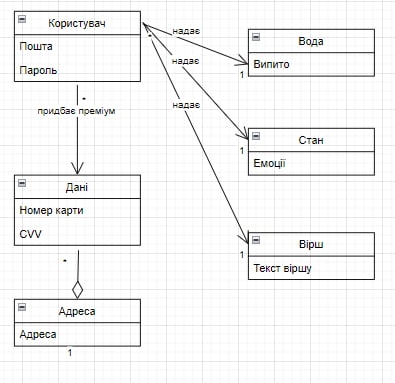 Користувач
Пошта
Пароль
*
придбає преміум
Дані
Номер карти
CVV
*
Адреса
Адреса
1
*
надає
надає
надає
Вода
Випито
1
Стан
Емоції
1
Вірш
Текст віршу
1